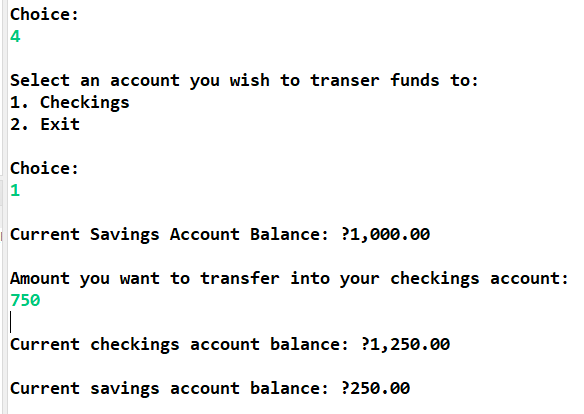 Choice:
4
Select an account you wish to transer funds to:
1. Checkings
2. Exit
Choice:
1
Current Savings Account Balance: ?1,000.00
Amount you want to transfer into your checkings account:
750
Current checkings account balance: ?1,250.00
Current savings account balance: ?250.00